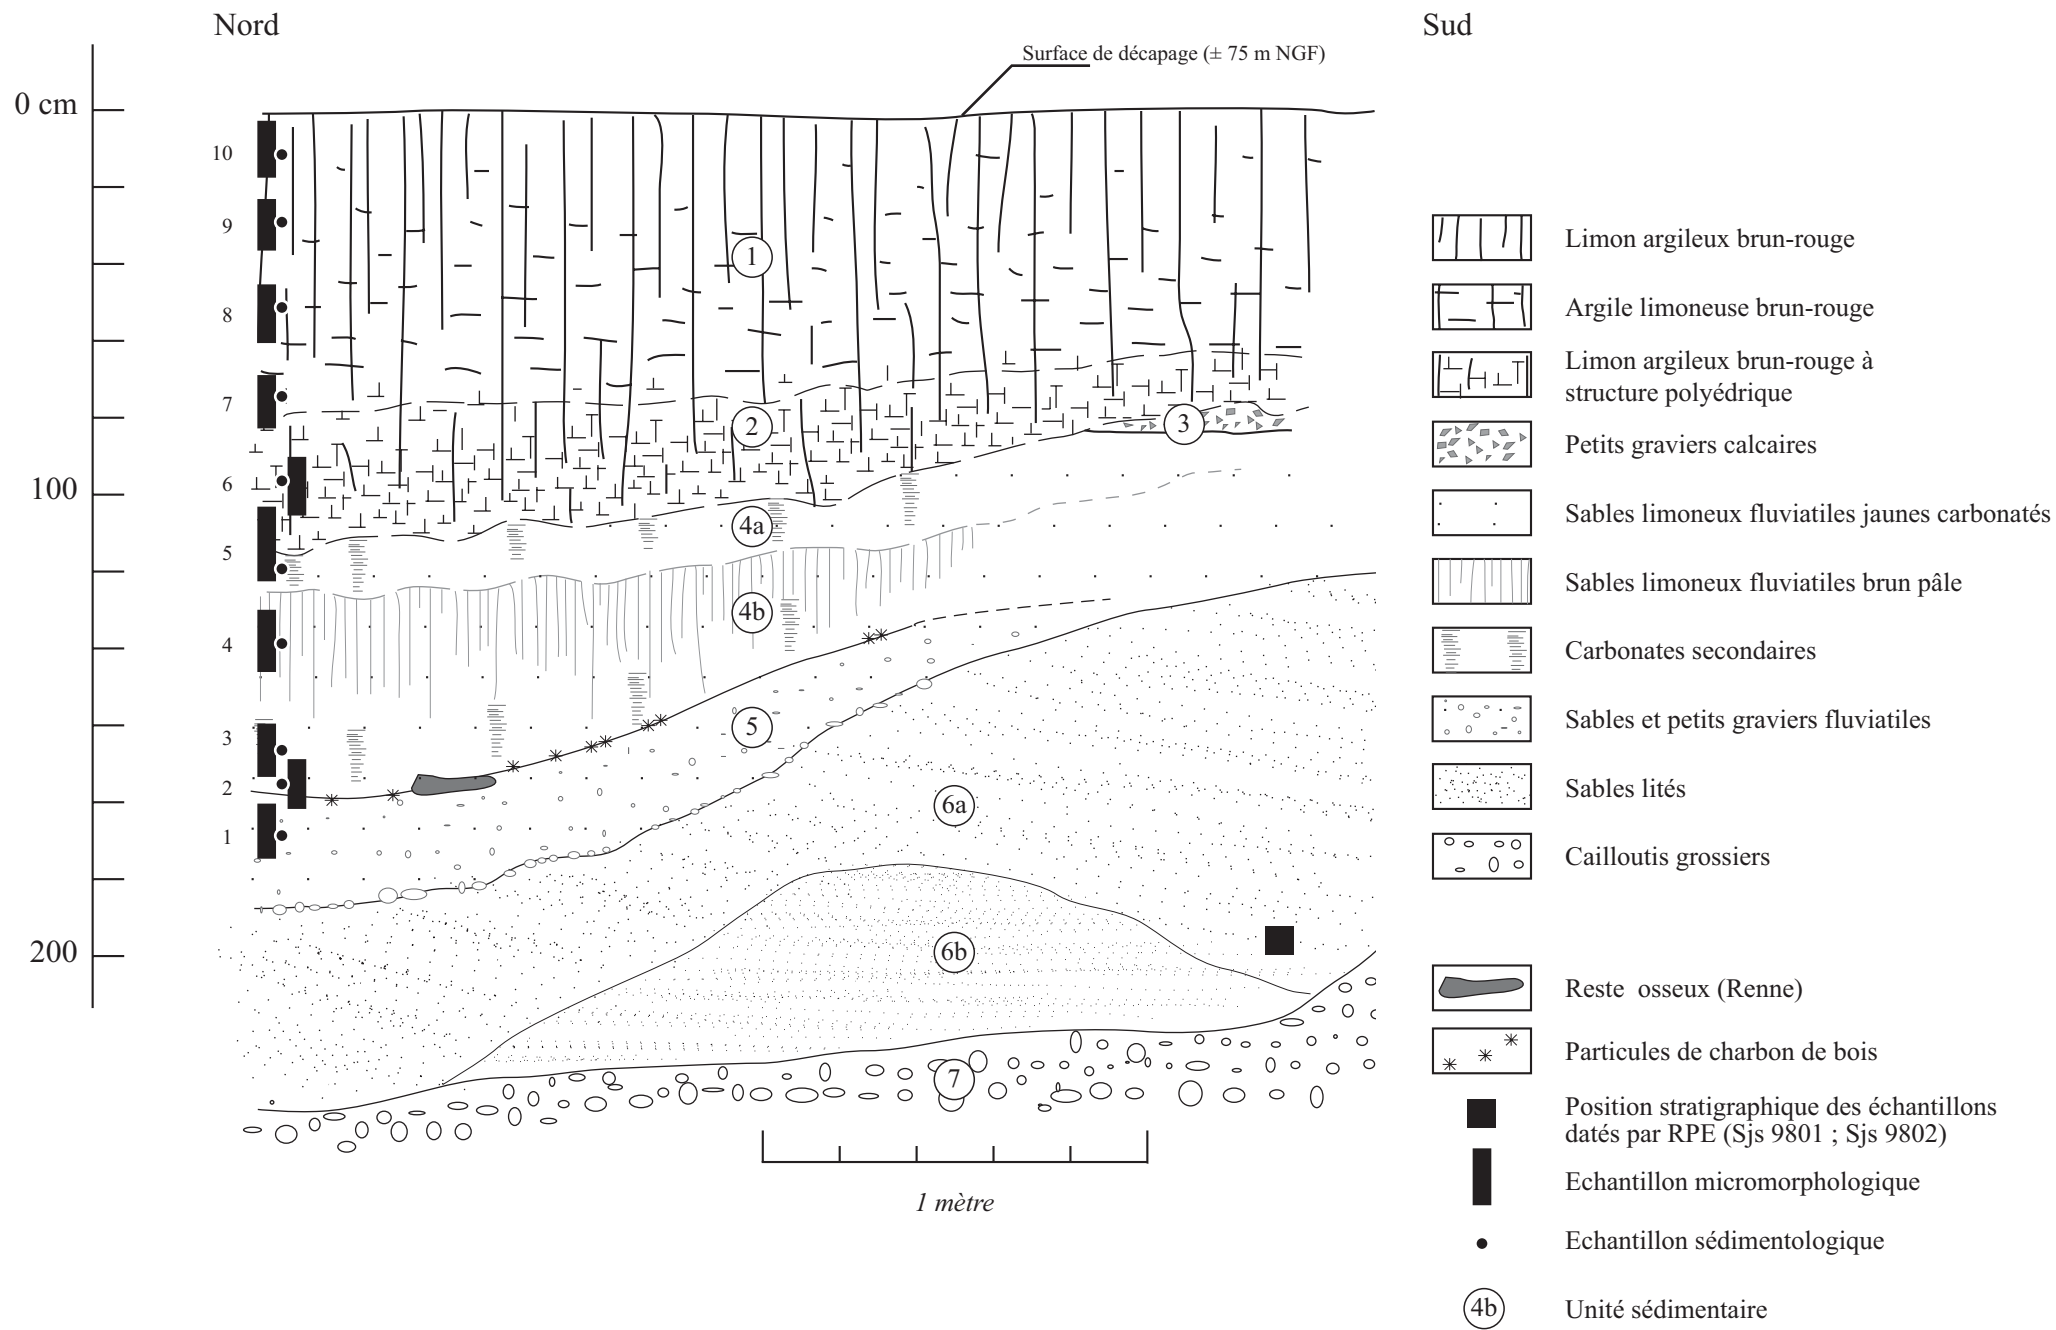 Nord
Sud
Surface de décapage (± 75 m NGF)
0 cm
100
200
10
9
8
7
6
5
4
3
2
1
1
2
3
4a
4b
5
6a
6b
7
1 mètre
Limon argileux brun-rouge
Argile limoneuse brun-rouge
Limon argileux brun-rouge à
structure polyédrique
Petits graviers calcaires
Sables limoneux fluviatiles jaunes carbonatés
Sables limoneux fluviatiles brun pâle
Carbonates secondaires
Sables et petits graviers fluviatiles
Sables lités
Cailloutis grossiers
Reste osseux (Renne)
Particules de charbon de bois
Position stratigraphique des échantillons
datés par RPE (Sjs 9801 ; Sjs 9802)
Echantillon micromorphologique
Echantillon sédimentologique
4b Unité sédimentaire